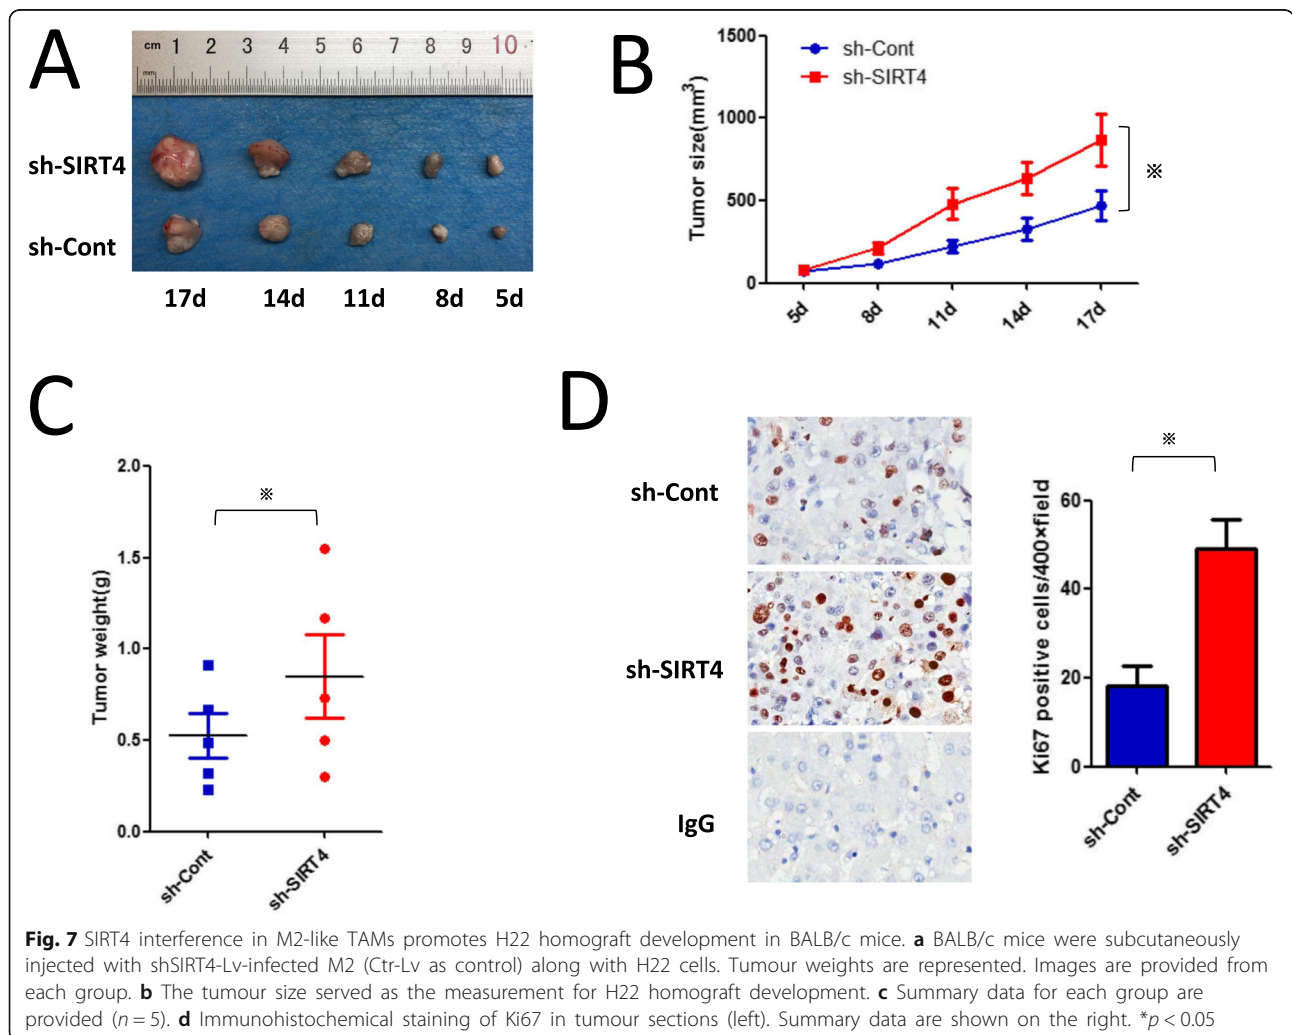 A
cm 1 2 3 4 5 6 7 8 9 10
mm
sh-SIRT4
sh-Cont
17d 14d 11d 8d 5d
B
sh-Cont
sh-SIRT4
Tumor size(mm³)
1500
1000
500
0
5d 8d 11d 14d 17d
※
C
Tumor weight(g)
2.0
1.5
1.0
0.5
0.0
※
sh-Cont sh-SIRT4
D
sh-Cont
sh-SIRT4
IgG
Ki67 positive cells/400×field
60
40
20
0
※
sh-Cont sh-SIRT4
Fig. 7 SIRT4 interference in M2-like TAMs promotes H22 homograft development in BALB/c mice. a BALB/c mice were subcutaneously
injected with shSIRT4-Lv-infected M2 (Ctr-Lv as control) along with H22 cells. Tumour weights are represented. Images are provided from
each group. b The tumour size served as the measurement for H22 homograft development. c Summary data for each group are
provided (n = 5). d Immunohistochemical staining of Ki67 in tumour sections (left). Summary data are shown on the right. *p < 0.05